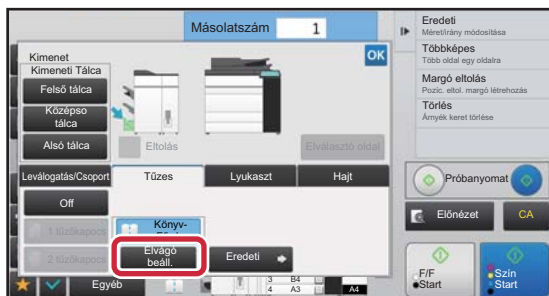 Másolatszám 1
Kimenet
OK
Kimeneti Tálca
Felső tálca
Középso
tálca
Alsó tálca
Eltolás
Elválasztó oldal
Leválogatás/Csoport
Tűzes
Lyukaszt
Hajt
Off
1 tűzőkapocs
2 tűzőkapocs
Könyv-
Elvágó
beáll.
Eredeti
Egyéb
3 B4
4 A3
A4
Eredeti
Méret/irány módosítása
Többképes
Több oldal egy oldalra
Margó eltolás
Pozíc. eltol. margó létrehozás
Törlés
Árnyék keret törlése
Próbanyomat
Előnézet
CA
F/F
Start
Szín
Start